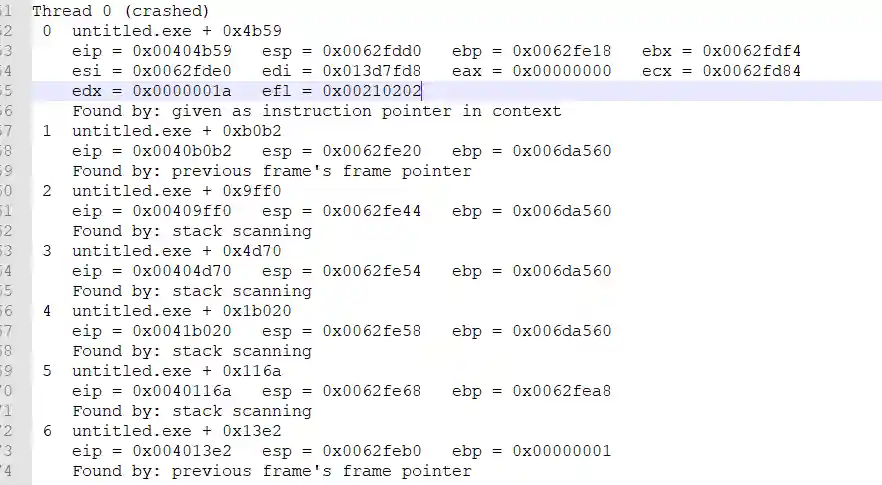 51 Thread 0 (crashed)
52 0 untitled.exe + 0x4b59
53 eip = 0x00404b59 esp = 0x0062fdd0 ebp = 0x0062fe18 ebx = 0x0062fdf4
54 esi = 0x0062fde0 edi = 0x013d7fd8 eax = 0x00000000 ecx = 0x0062fd84
55 edx = 0x0000001a efl = 0x00210202
56 Found by: given as instruction pointer in context
57 1 untitled.exe + 0xb0b2
58 eip = 0x0040b0b2 esp = 0x0062fe20 ebp = 0x006da560
59 Found by: previous frame's frame pointer
60 2 untitled.exe + 0x9ff0
61 eip = 0x00409ff0 esp = 0x0062fe44 ebp = 0x006da560
62 Found by: stack scanning
63 3 untitled.exe + 0x4d70
64 eip = 0x00404d70 esp = 0x0062fe54 ebp = 0x006da560
65 Found by: stack scanning
66 4 untitled.exe + 0x1b020
67 eip = 0x0041b020 esp = 0x0062fe58 ebp = 0x006da560
68 Found by: stack scanning
69 5 untitled.exe + 0x116a
70 eip = 0x0040116a esp = 0x0062fe68 ebp = 0x0062fea8
71 Found by: stack scanning
72 6 untitled.exe + 0x13e2
73 eip = 0x004013e2 esp = 0x0062feb0 ebp = 0x00000001
74 Found by: previous frame's frame pointer